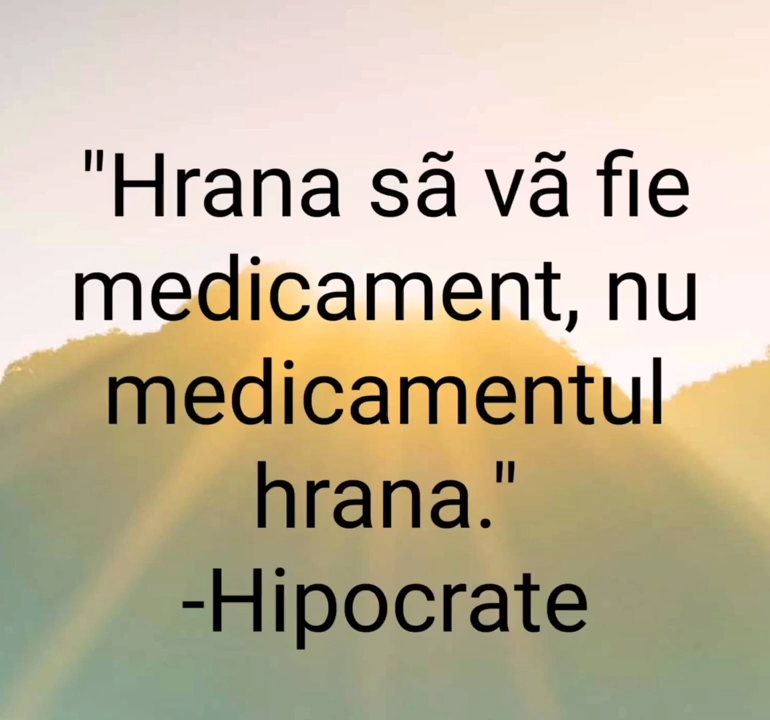 "Hrana sã vã fie
medicament, nu
medicamentul
hrana."
-Hipocrate